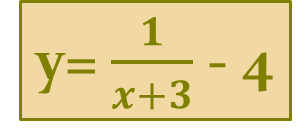 y= 1/(x+3) - 4